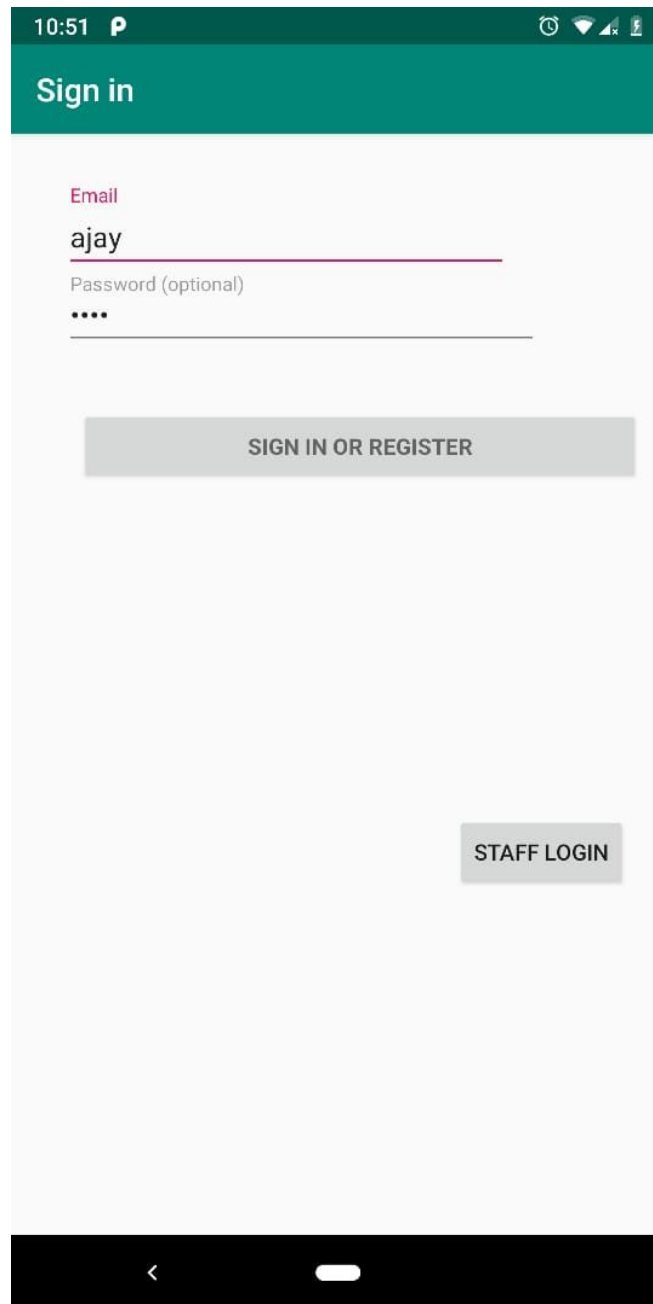 10:51
Sign in
Email
ajay
Password (optional)
••••
SIGN IN OR REGISTER
STAFF LOGIN